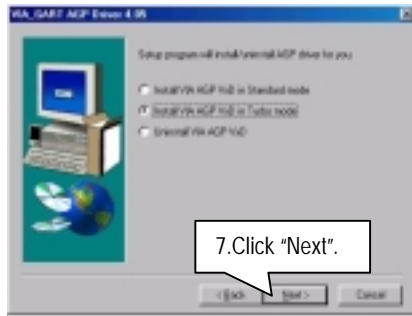 VIA_GART AGP Driver 4.05
Setup program will install/uninstall AGP driver for you.
Install VIA AGP VxD in Standard mode
Install VIA AGP VxD in Turbo mode
Uninstall VIA AGP VxD
7.Click “Next”.
< Back
Next >
Cancel